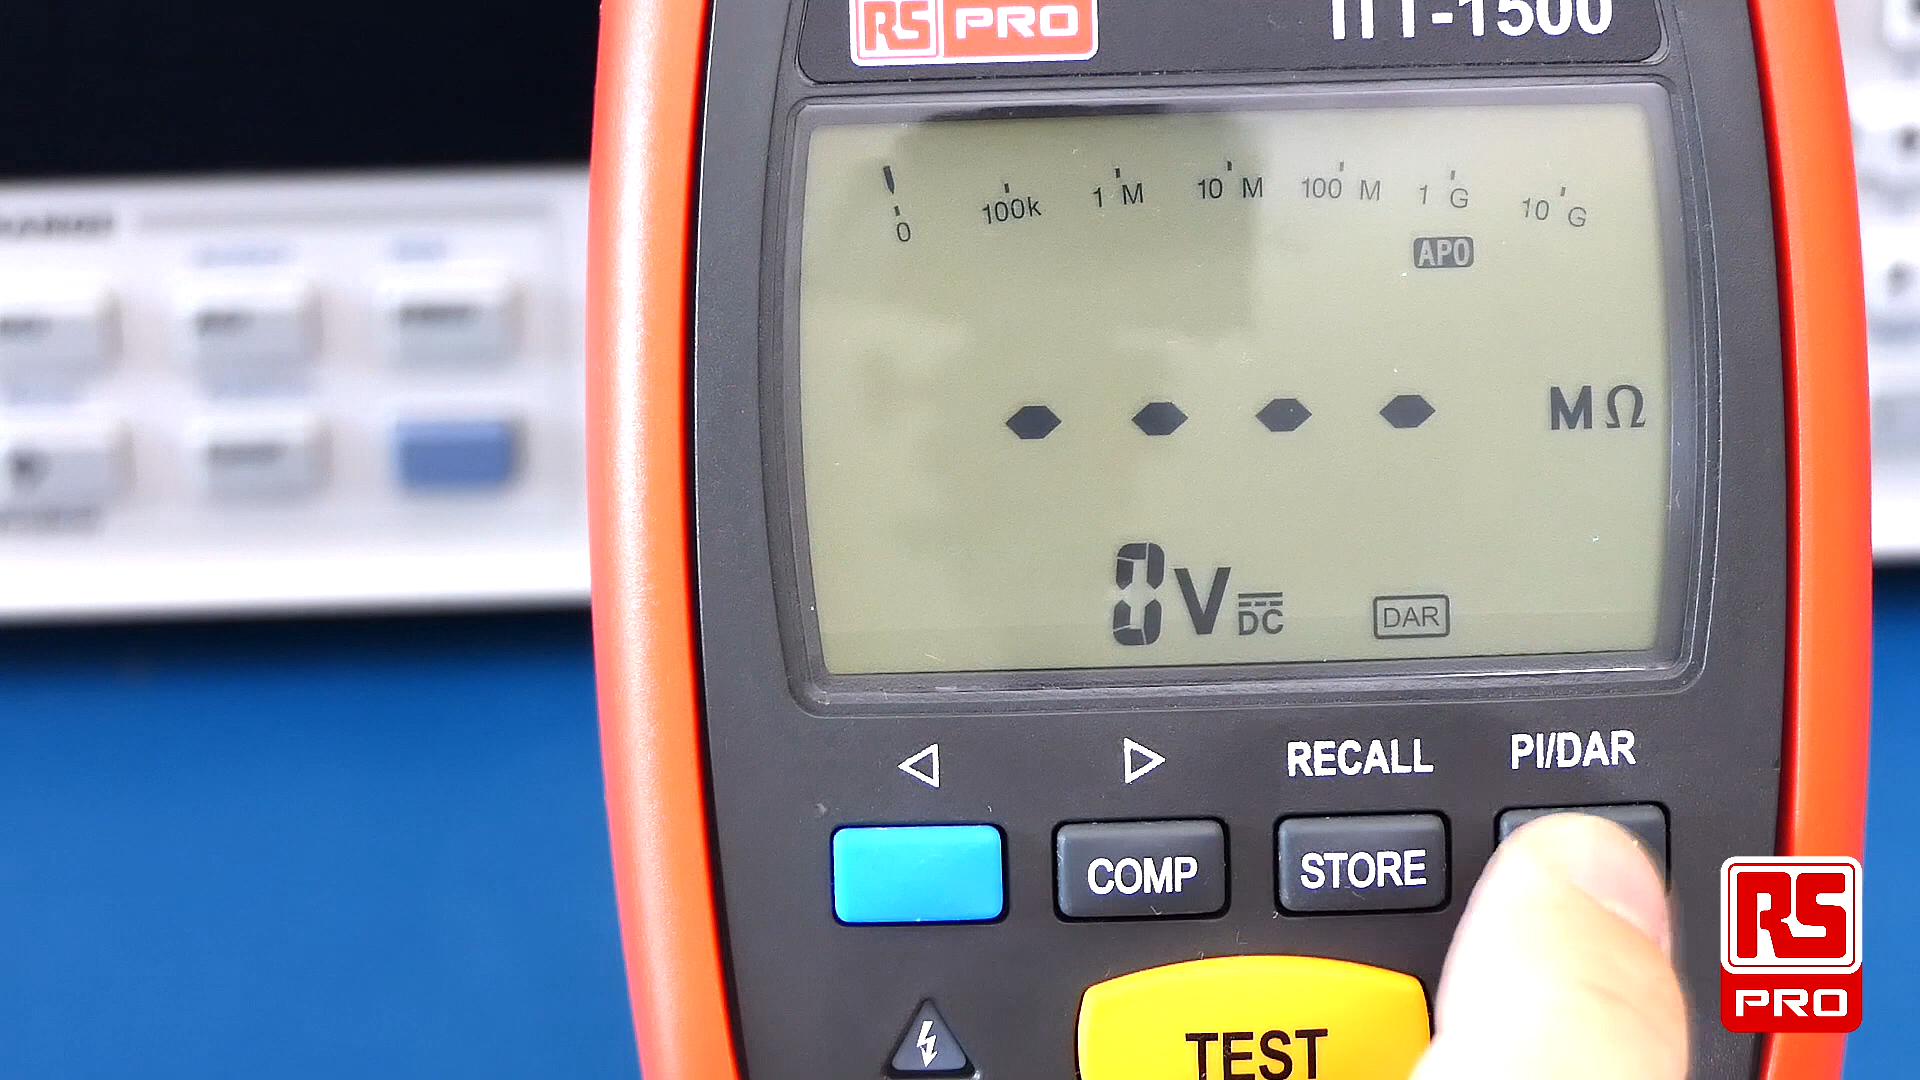 RS PRO
-1500
0 100k 1 M 10 M 100 M 1 G 10 G
APO
- - - - MΩ
0 V DC DAR
RECALL PI/DAR
COMP STORE
TEST
RS
PRO